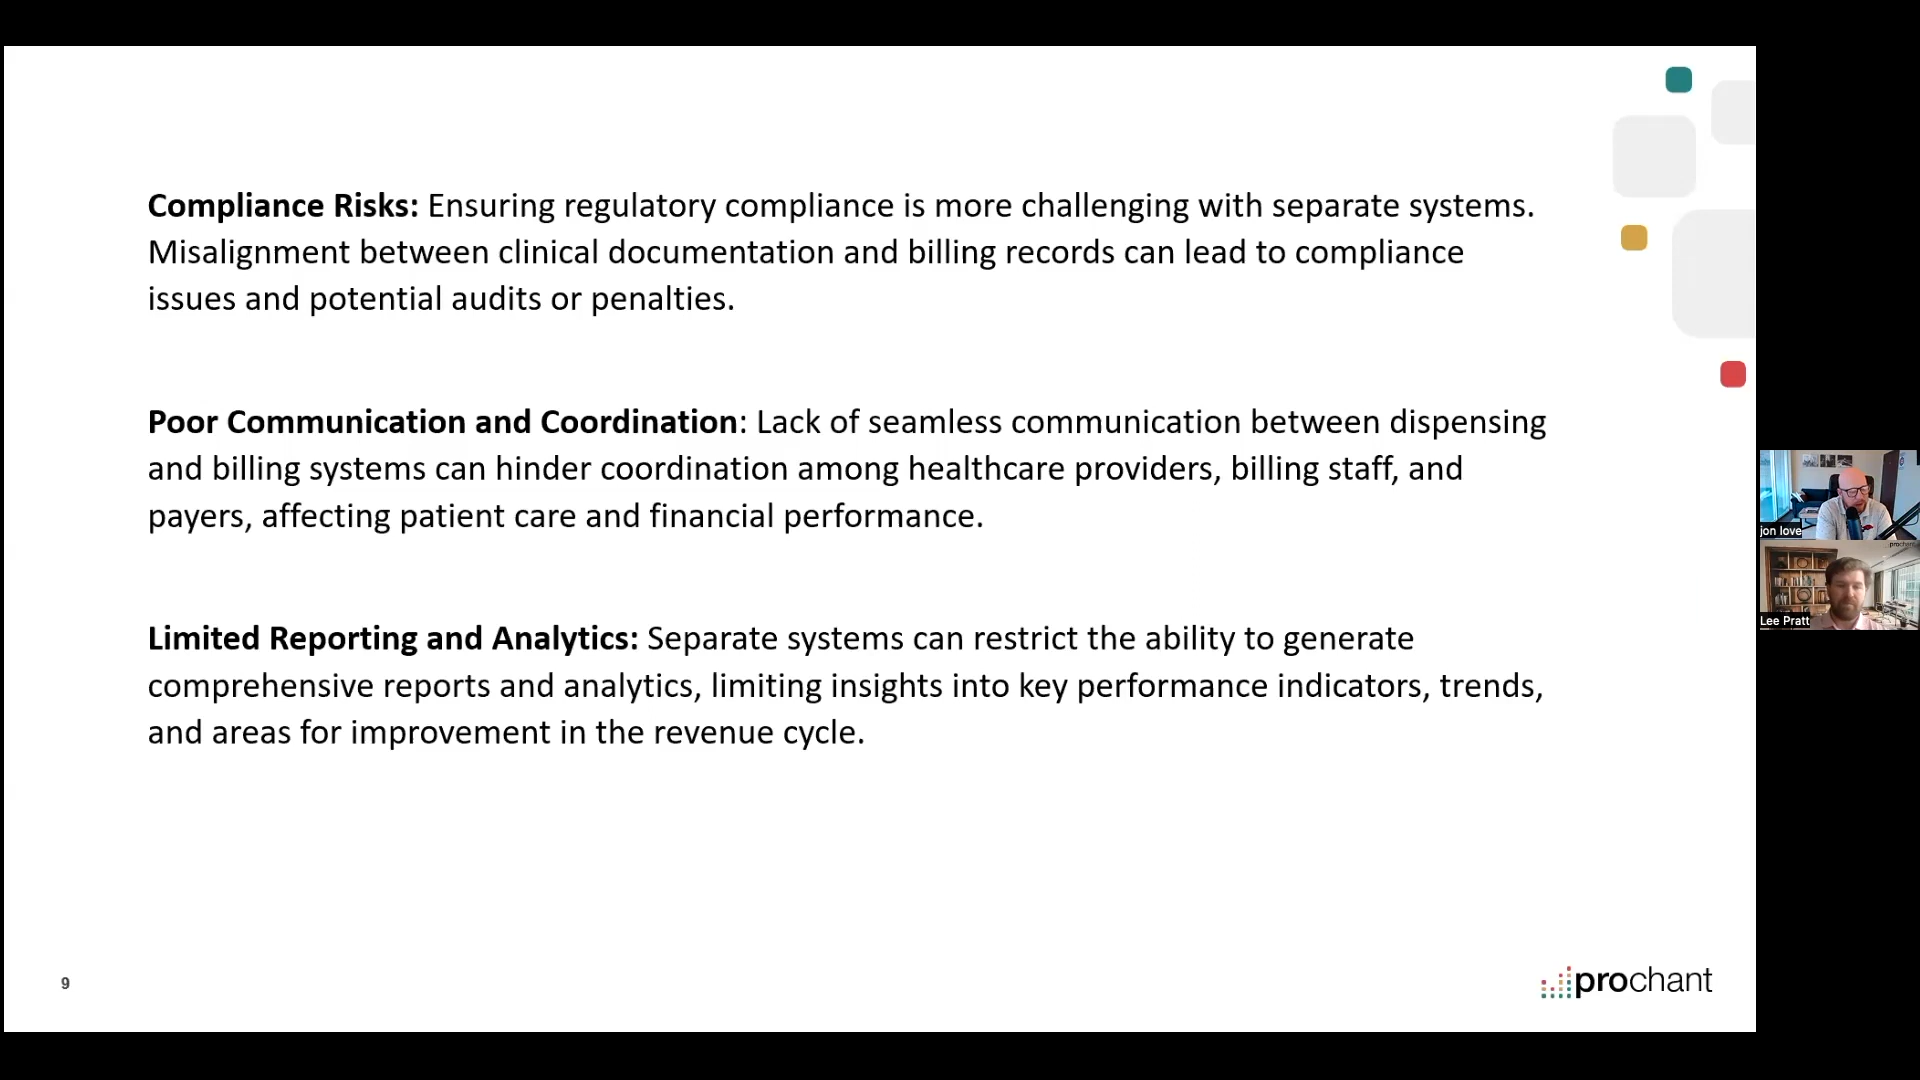 Compliance Risks: Ensuring regulatory compliance is more challenging with separate systems.
Misalignment between clinical documentation and billing records can lead to compliance
issues and potential audits or penalties.
Poor Communication and Coordination: Lack of seamless communication between dispensing
and billing systems can hinder coordination among healthcare providers, billing staff, and
payers, affecting patient care and financial performance.
Limited Reporting and Analytics: Separate systems can restrict the ability to generate
comprehensive reports and analytics, limiting insights into key performance indicators, trends,
and areas for improvement in the revenue cycle.
9
prochant
jon love
prochant
Lee Pratt